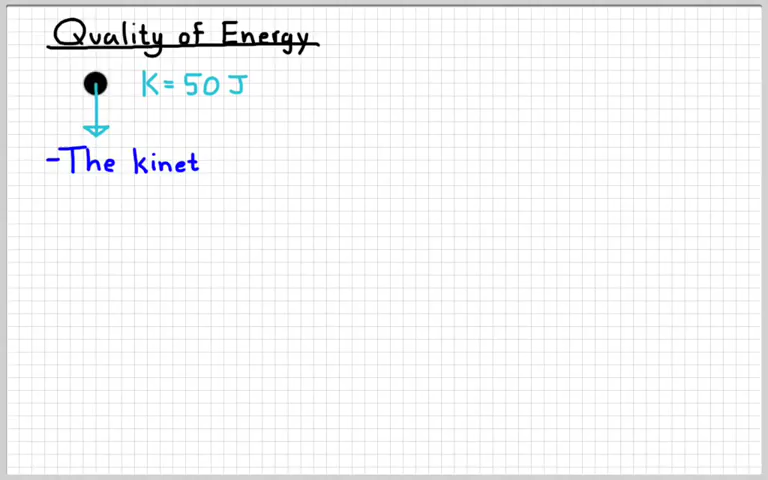 Quality of Energy
K = 50 J
-The kinet